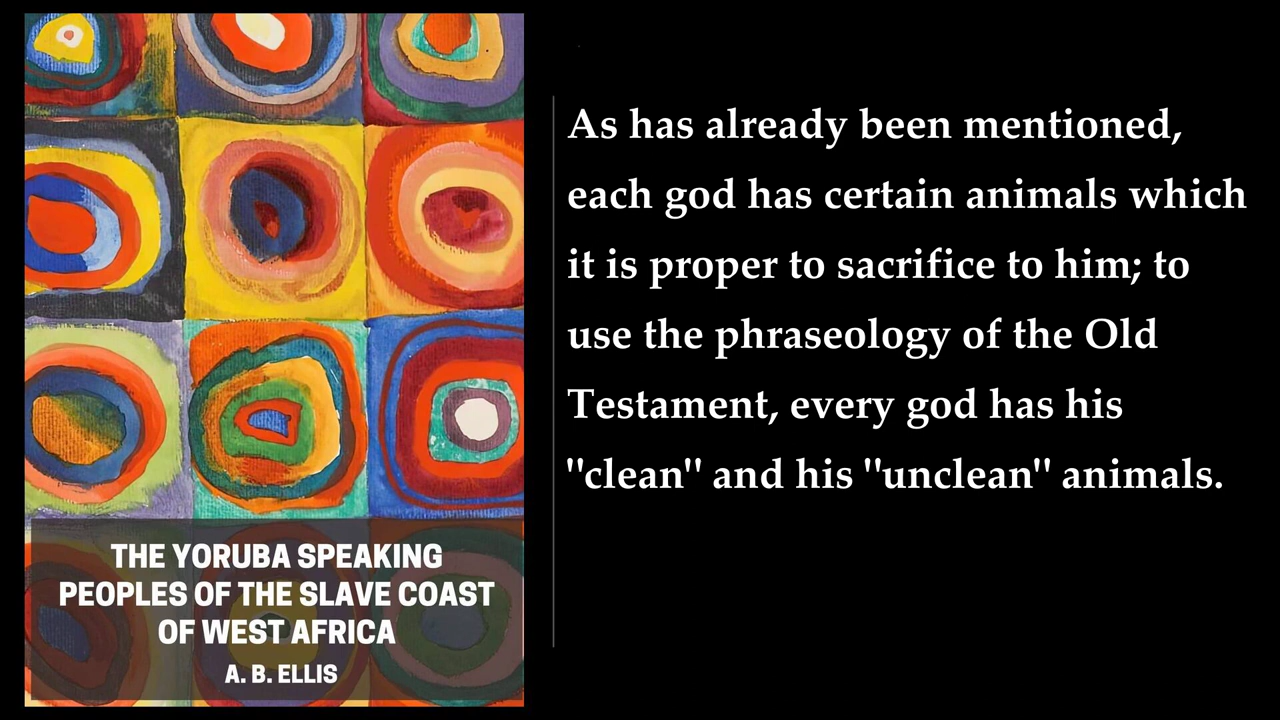 THE YORUBA SPEAKING
PEOPLES OF THE SLAVE COAST
OF WEST AFRICA
A. B. ELLIS
As has already been mentioned,
each god has certain animals which
it is proper to sacrifice to him; to
use the phraseology of the Old
Testament, every god has his
"clean" and his "unclean" animals.